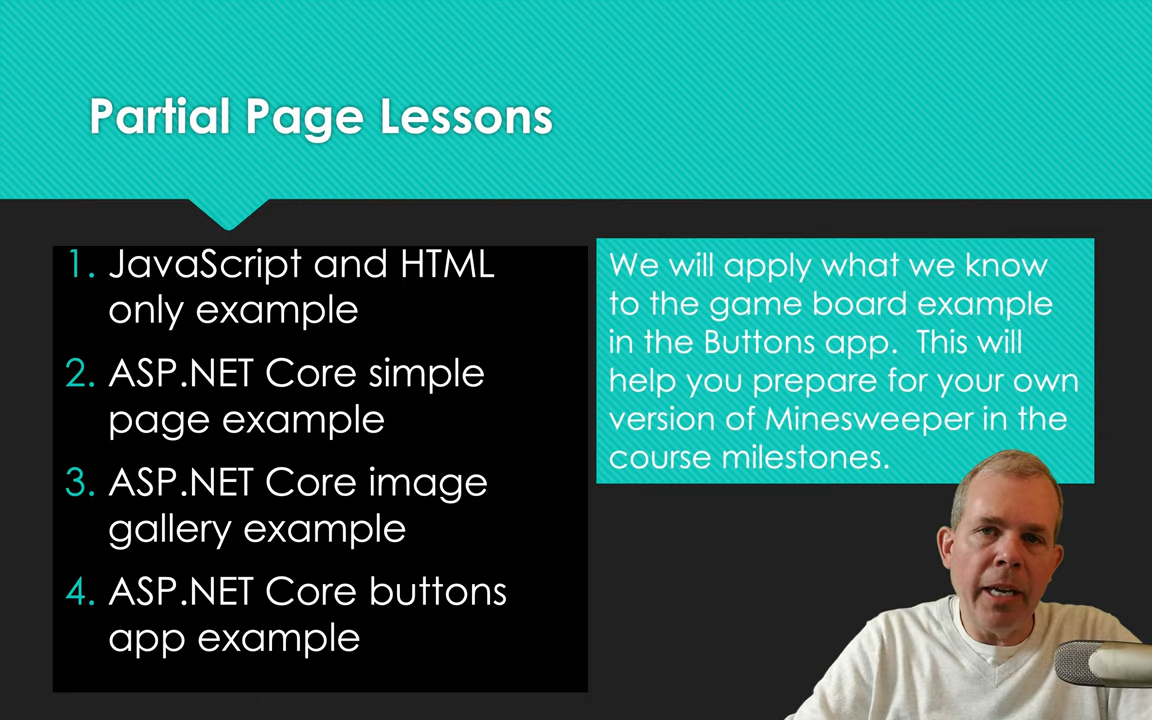 Partial Page Lessons
1. JavaScript and HTML
only example
2. ASP.NET Core simple
page example
3. ASP.NET Core image
gallery example
4. ASP.NET Core buttons
app example
We will apply what we know
to the game board example
in the Buttons app.  This will
help you prepare for your own
version of Minesweeper in the
course milestones.